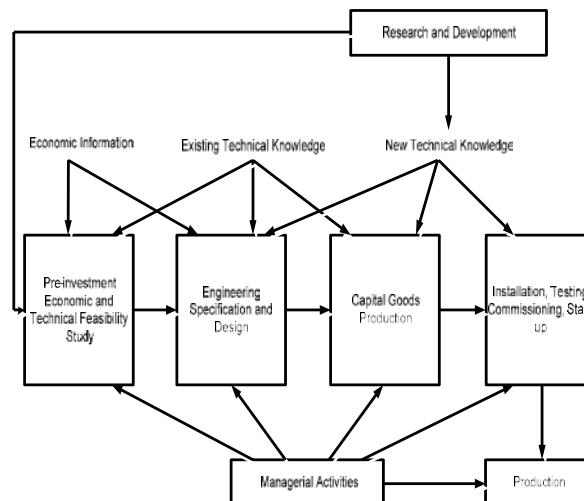 Research and Development
Economic Information
Existing Technical Knowledge
New Technical Knowledge
Pre-investment
Economic and
Technical Feasibility
Study
Engineering
Specification and
Design
Capital Goods
Production
Installation, Testing
Commissioning, Sta
up
Managerial Activities
Production